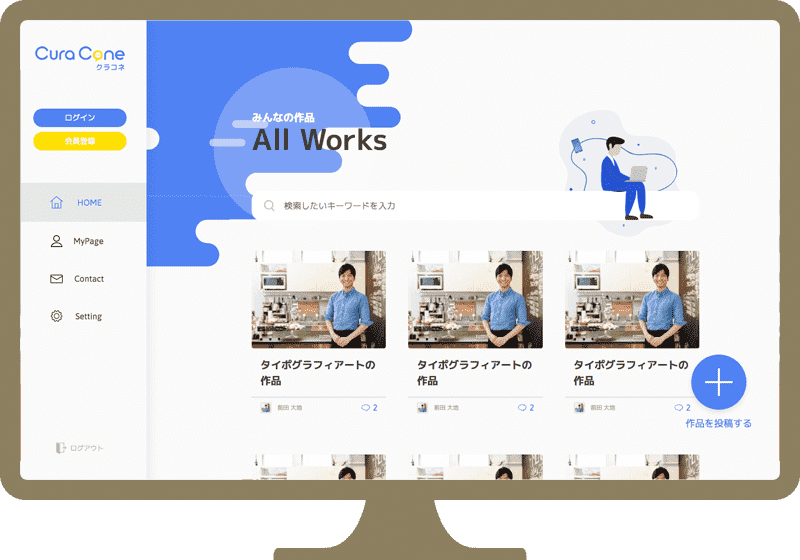 Cura Cone
クラコネ
ログイン
会員登録
HOME
MyPage
Contact
Setting
ログアウト
みんなの作品
All Works
検索したいキーワードを入力
タイポグラフィアートの
作品
前田 大地
2
タイポグラフィアートの
作品
前田 大地
2
タイポグラフィアートの
作品
前田 大地
2
作品を投稿する